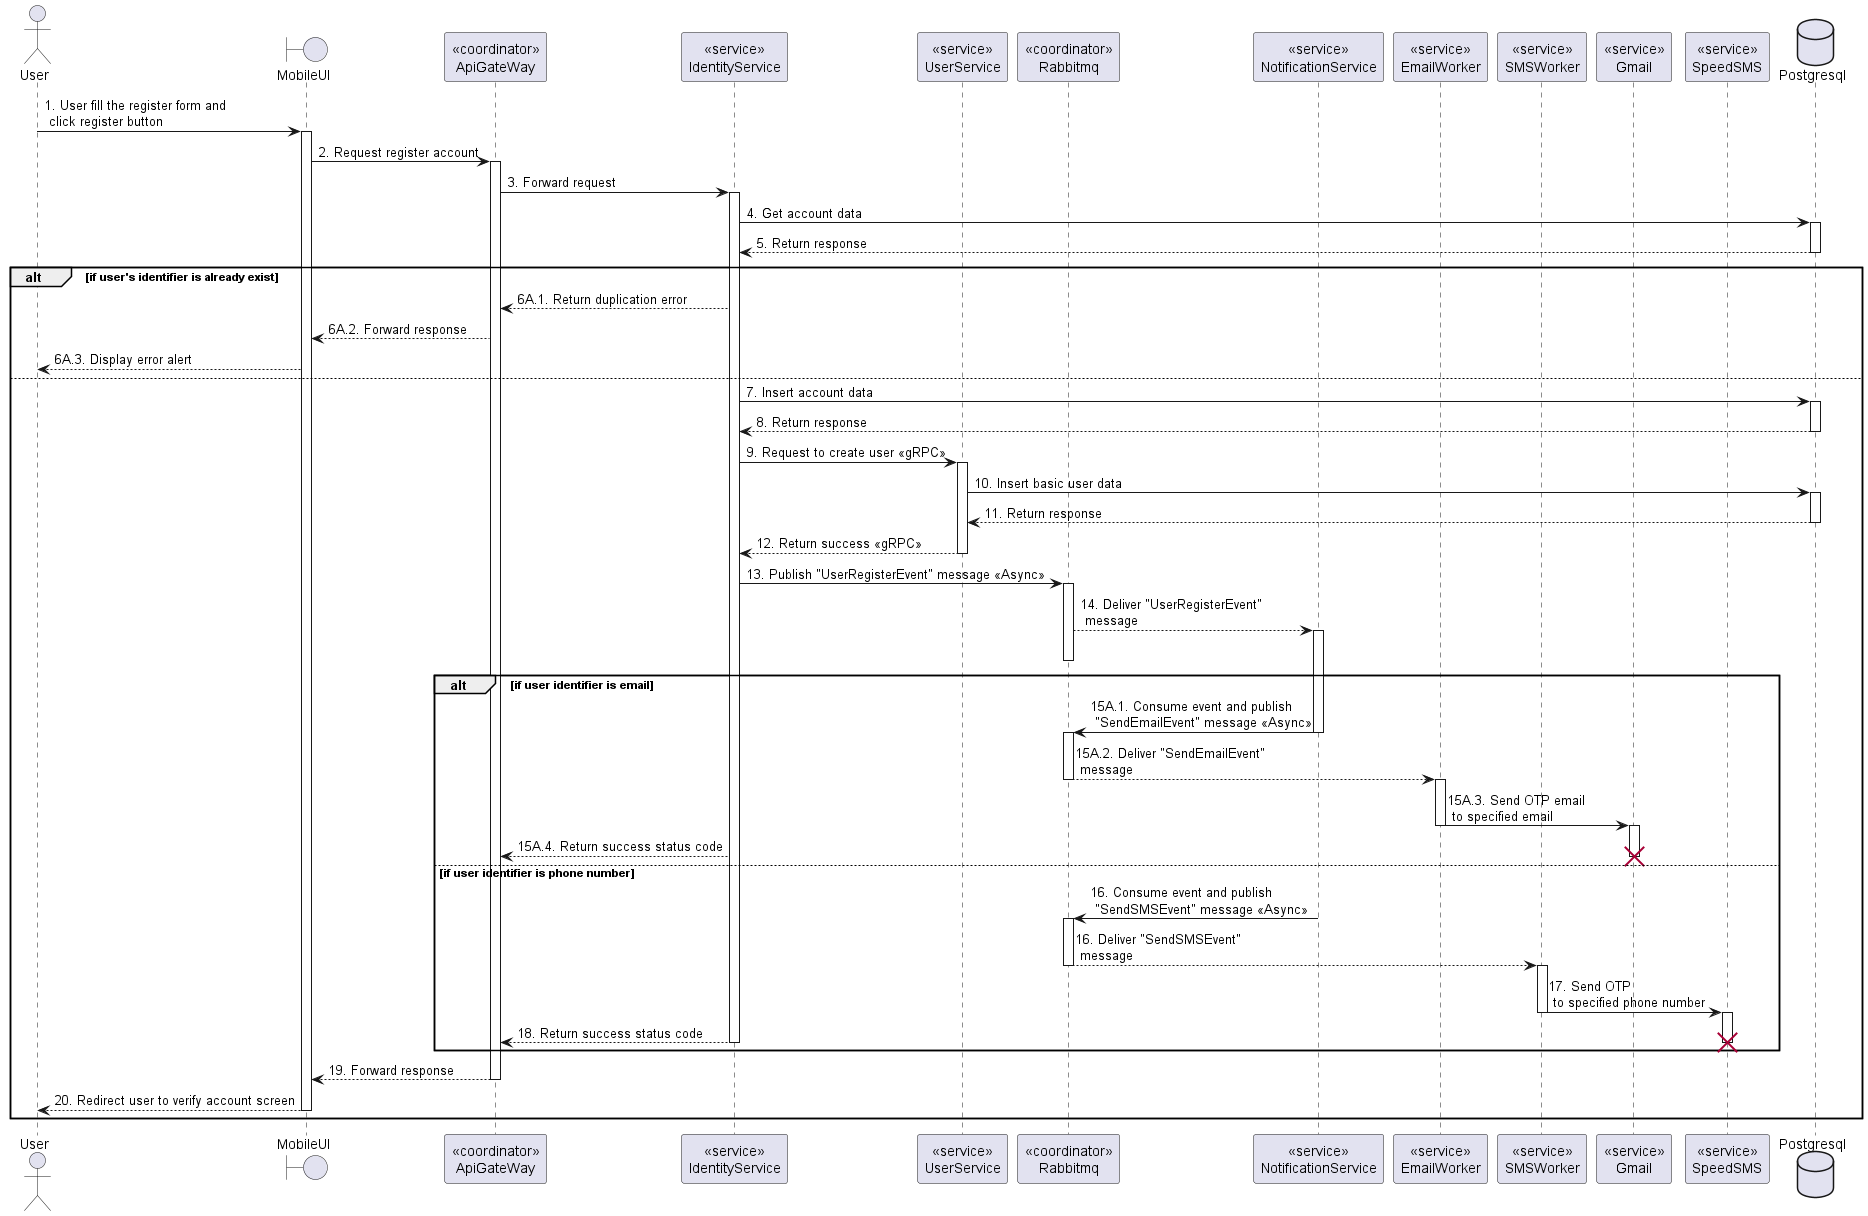 User
MobileUI
«coordinator»
ApiGateWay
«service»
IdentityService
«service»
UserService
«coordinator»
Rabbitmq
«service»
NotificationService
«service»
EmailWorker
«service»
SMSWorker
«service»
Gmail
«service»
SpeedSMS
Postgresql
1. User fill the register form and
click register button
2. Request register account
3. Forward request
4. Get account data
5. Return response
alt
[if user's identifier is already exist]
6A.1. Return duplication error
6A.2. Forward response
6A.3. Display error alert
7. Insert account data
8. Return response
9. Request to create user «gRPC»
10. Insert basic user data
11. Return response
12. Return success «gRPC»
13. Publish "UserRegisterEvent" message «Async»
14. Deliver "UserRegisterEvent"
message
alt
[if user identifier is email]
15A.1. Consume event and publish
"SendEmailEvent" message «Async»
15A.2. Deliver "SendEmailEvent"
message
15A.3. Send OTP email
to specified email
15A.4. Return success status code
[if user identifier is phone number]
16. Consume event and publish
"SendSMSEvent" message «Async»
16. Deliver "SendSMSEvent"
message
17. Send OTP
to specified phone number
18. Return success status code
19. Forward response
20. Redirect user to verify account screen
User
MobileUI
«coordinator»
ApiGateWay
«service»
IdentityService
«service»
UserService
«coordinator»
Rabbitmq
«service»
NotificationService
«service»
EmailWorker
«service»
SMSWorker
«service»
Gmail
«service»
SpeedSMS
Postgresql